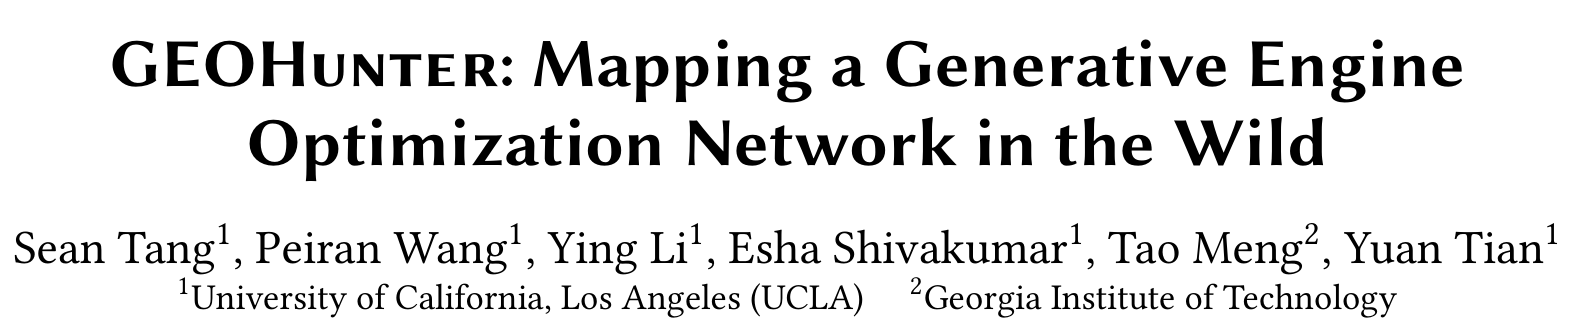 GEOHUNTER: Mapping a Generative Engine
Optimization Network in the Wild
Sean Tang¹, Peiran Wang¹, Ying Li¹, Esha Shivakumar¹, Tao Meng², Yuan Tian¹
¹University of California, Los Angeles (UCLA) ²Georgia Institute of Technology